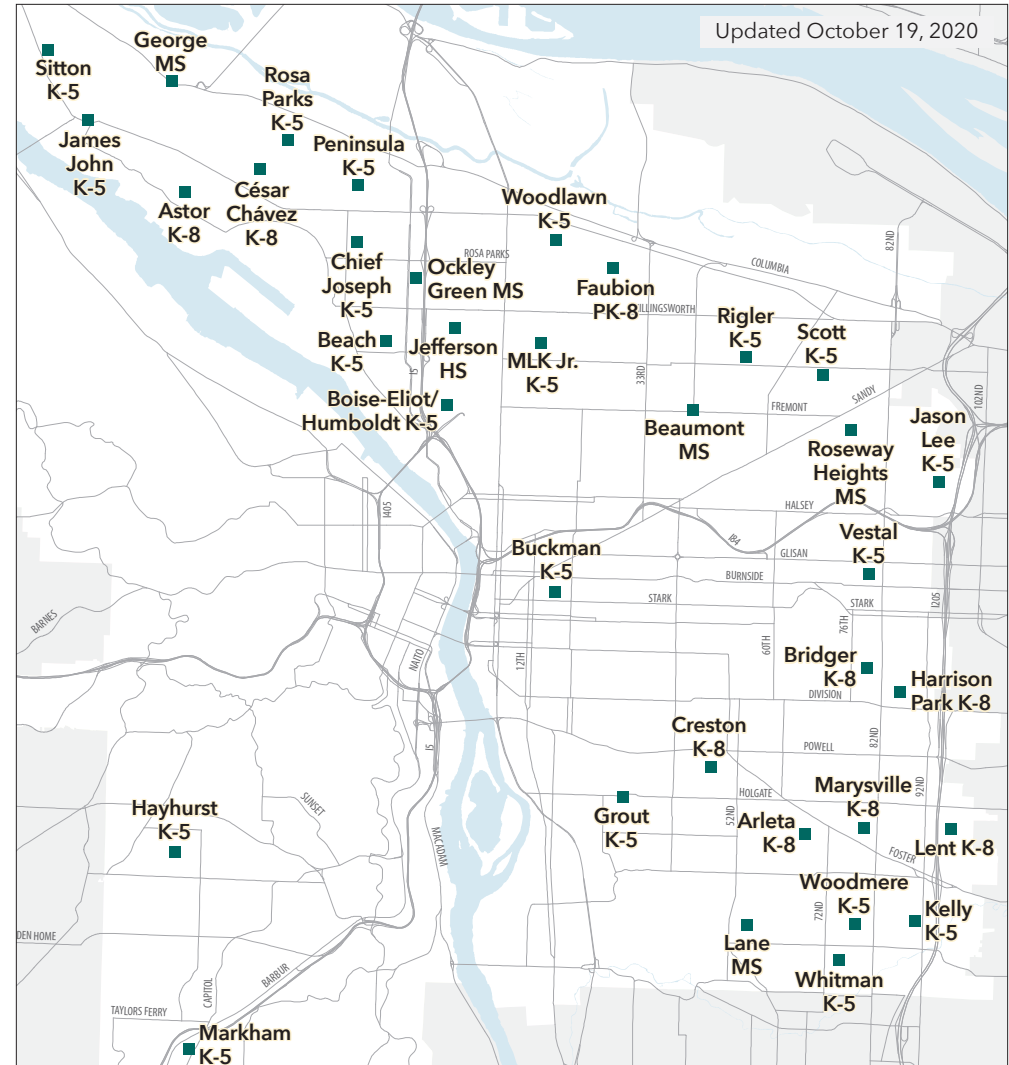 Updated October 19, 2020
George
MS
Sitton
K-5
Rosa
Parks
K-5
James
John
K-5
Peninsula
K-5
César
Chávez
K-8
Astor
K-8
Woodlawn
K-5
82ND
ROSA PARKS
COLUMBIA
Chief
Joseph
K-5
Ockley
Green MS
Faubion
PK-8
ILLINGSWORTH
Rigler
K-5
Scott
K-5
Beach
K-5
Jefferson
HS
MLK Jr.
K-5
I5
33RD
SANDY
102ND
Boise-Eliot/
Humboldt K-5
FREMONT
Beaumont
MS
Jason
Lee
K-5
Roseway
Heights
MS
I405
HALSEY
I84
Vestal
K-5
GLISAN
Buckman
K-5
BURNSIDE
STARK
STARK
I205
BARNES
76TH
60TH
NAITO
12TH
Bridger
K-8
Harrison
Park K-8
DIVISION
Creston
K-8
82ND
I5
POWELL
92ND
Marysville
K-8
HOLGATE
Hayhurst
K-5
SUNSET
Grout
K-5
52ND
Arleta
K-8
MACADAM
FOSTER
Lent K-8
Woodmere
K-5
72ND
Kelly
K-5
DEN HOME
Lane
MS
Whitman
K-5
BARBUR
CAPITOL
TAYLORS FERRY
Markham
K-5